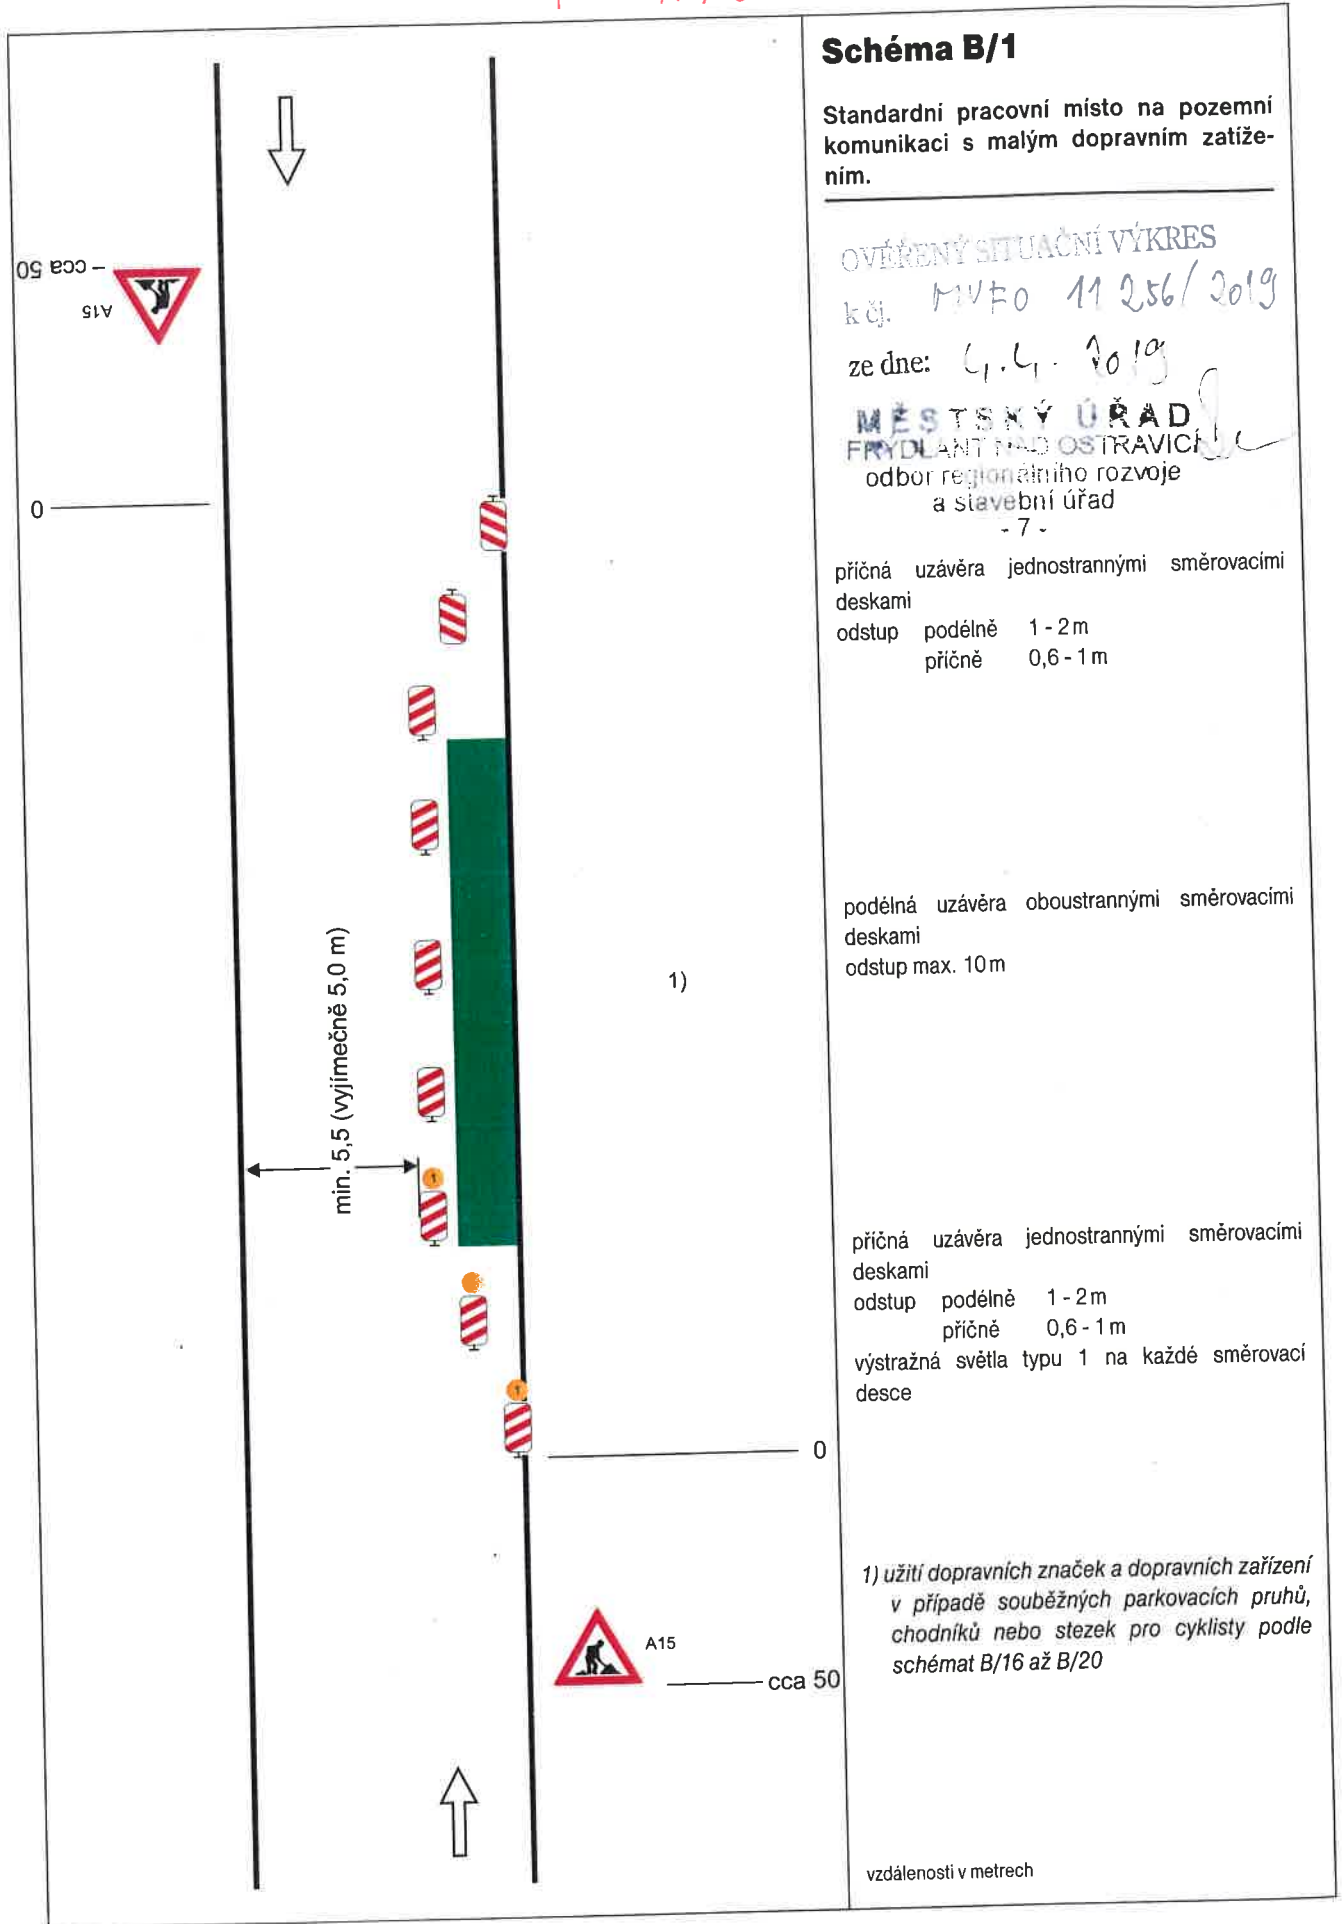 Schéma B/1
Standardní pracovní místo na pozemní
komunikaci s malým dopravním zatíže-
ním.
OVĚŘENÝ SITUAČNÍ VÝKRES
k čj. MVFO 11 256/2019
ze dne: 4.4. 2019
MĚSTSKÝ ÚŘAD
FRÝDLANT NAD OSTRAVICÍ
odbor regionálního rozvoje
a stavební úřad
- 7 -
příčná uzávěra jednostrannými směrovacími
deskami
odstup podélně 1 - 2 m
příčně 0,6 - 1 m
podélná uzávěra oboustrannými směrovacími
deskami
odstup max. 10 m
příčná uzávěra jednostrannými směrovacími
deskami
odstup podélně 1 - 2 m
příčně 0,6 - 1 m
výstražná světla typu 1 na každé směrovací
desce
1) užití dopravních značek a dopravních zařízení
v případě souběžných parkovacích pruhů,
chodníků nebo stezek pro cyklisty podle
schémat B/16 až B/20
vzdálenosti v metrech
cca 50
A15
0
1)
min. 5,5 (vyjímečně 5,0 m)
1
1
0
A15
cca 50